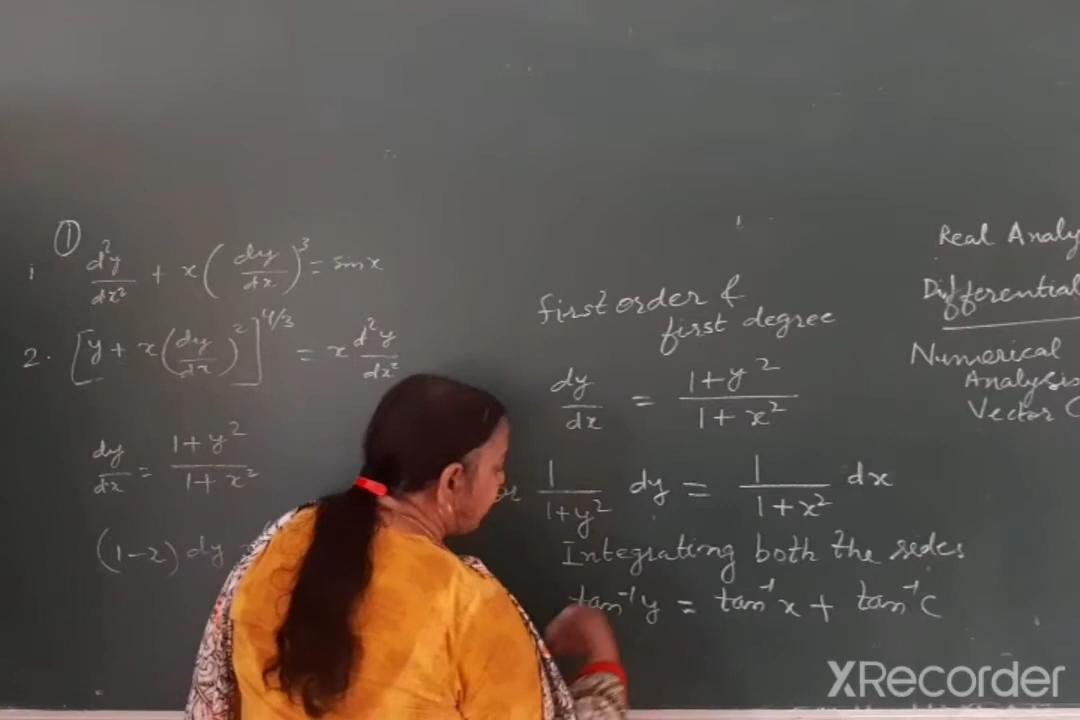 ①
1. d²y/dx² + x(dy/dx)³ = sinx
2. [y + x(dy/dx)²]^4/3 = x d²y/dx²
dy/dx = 1+y²/1+x²
(1-x) dy
first order &
first degree
dy/dx = 1+y²/1+x²
or 1/1+y² dy = 1/1+x² dx
Integrating both the sides
tan⁻¹y = tan⁻¹x + tan⁻¹c
Real Analy
Differential
Numerical
Analysis
Vector C
XRecorder